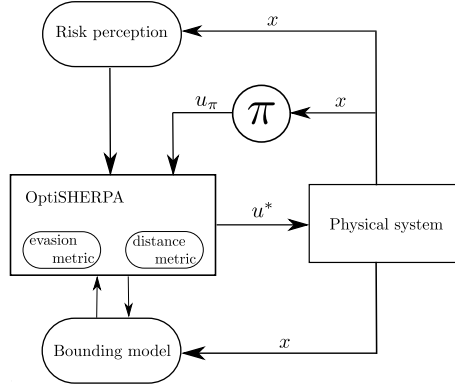 x
Risk perception
u_π
π
x
OptiSHERPA
evasion
metric
distance
metric
u*
Physical system
Bounding model
x